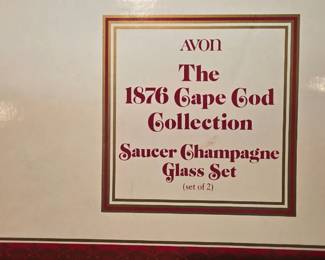 AVON
The
1876 Cape Cod
Collection
Saucer Champagne
Glass Set
(set of 2)